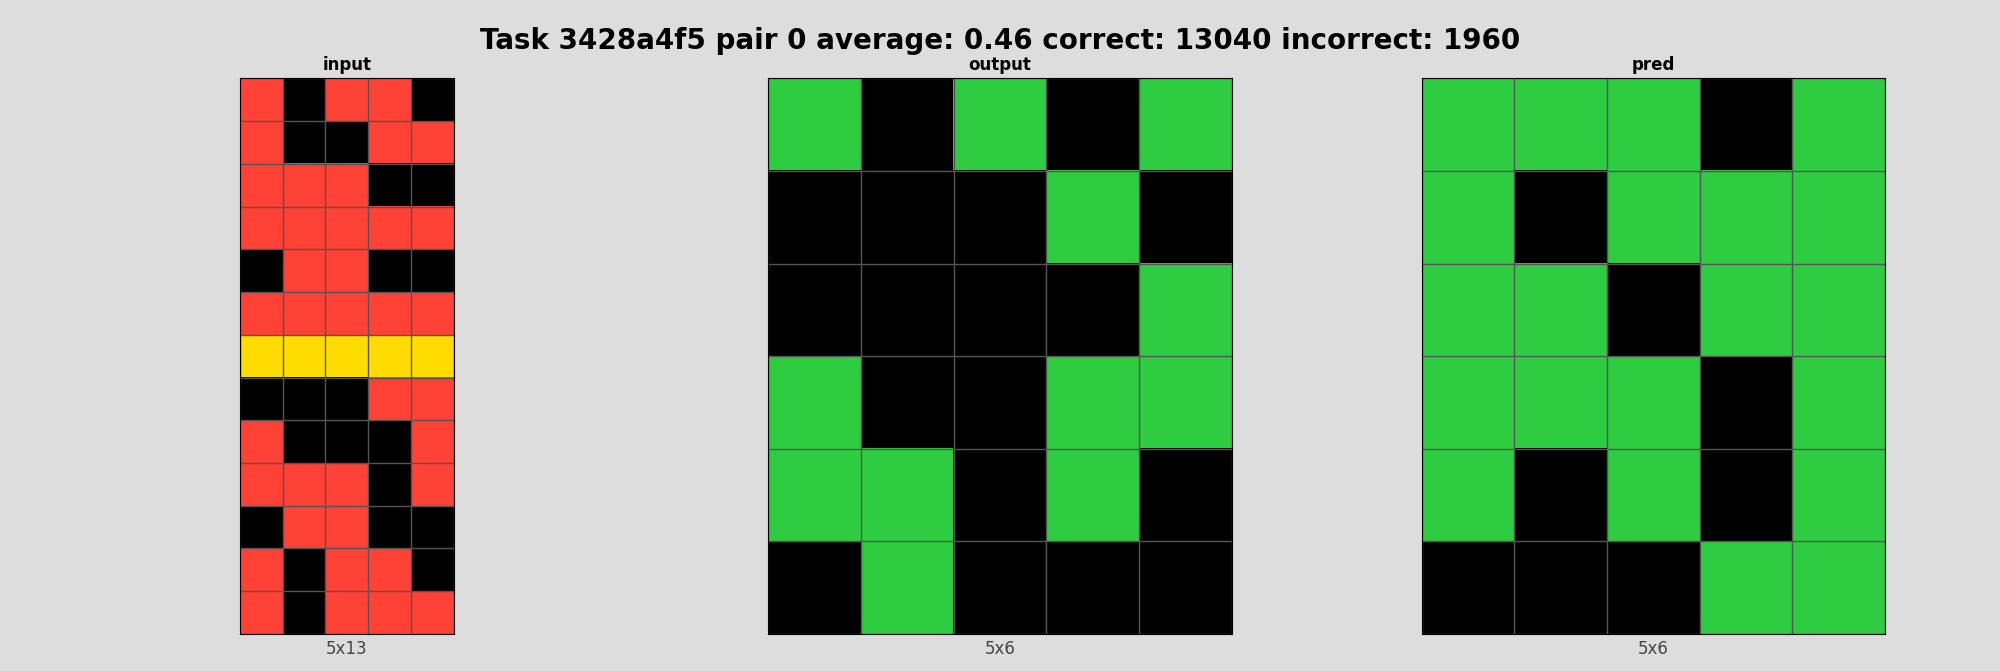 Task 3428a4f5 pair 0 average: 0.46 correct: 13040 incorrect: 1960
input
output
pred
5x13
5x6
5x6